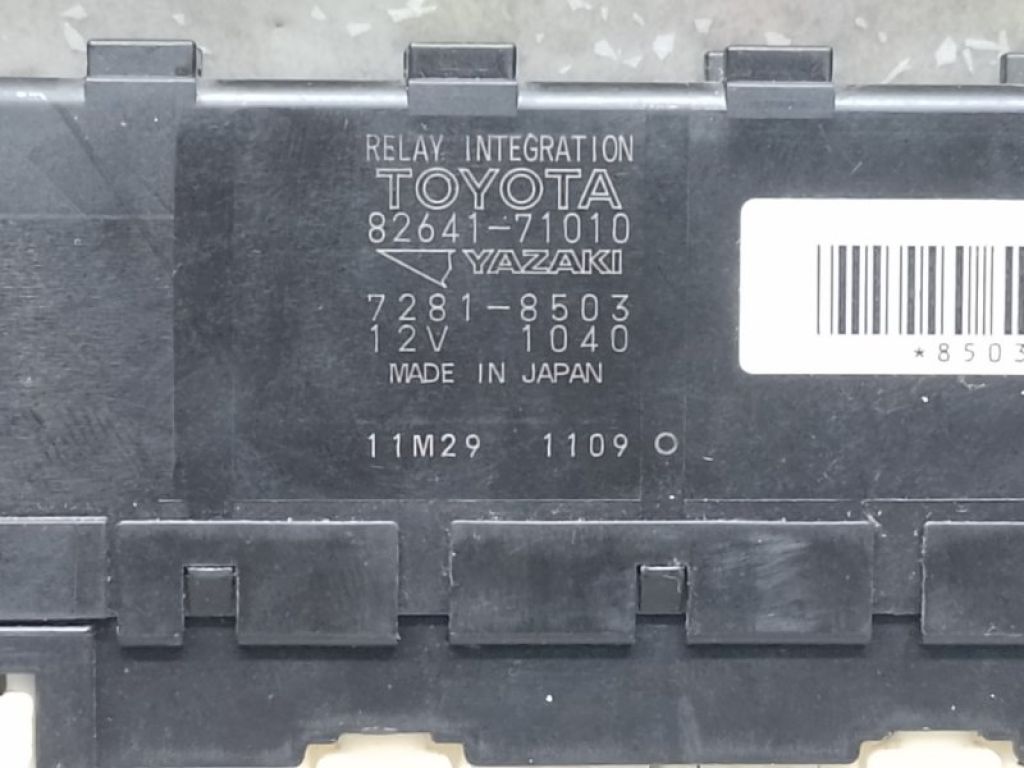 RELAY INTEGRATION
TOYOTA
82641-71010
YAZAKI
7281-8503
12V 1040
MADE IN JAPAN
11M29 1109
*8503